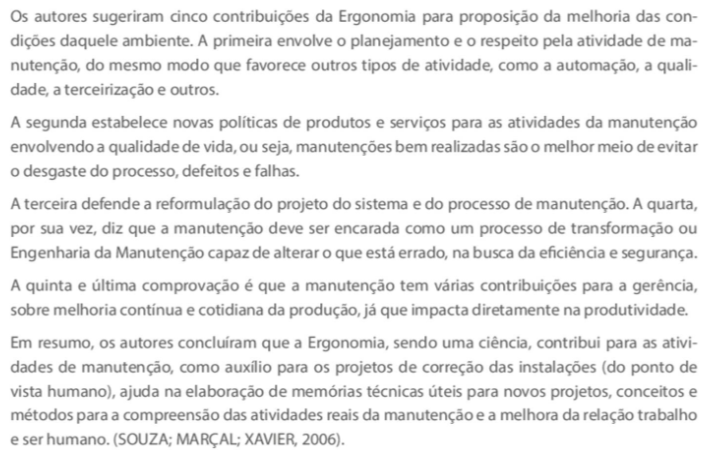 Os autores sugeriram cinco contribuições da Ergonomia para proposição da melhoria das con-
dições daquele ambiente. A primeira envolve o planejamento e o respeito pela atividade de ma-
nutenção, do mesmo modo que favorece outros tipos de atividade, como a automação, a quali-
dade, a terceirização e outros.
A segunda estabelece novas políticas de produtos e serviços para as atividades da manutenção
envolvendo a qualidade de vida, ou seja, manutenções bem realizadas são o melhor meio de evitar
o desgaste do processo, defeitos e falhas.
A terceira defende a reformulação do projeto do sistema e do processo de manutenção. A quarta,
por sua vez, diz que a manutenção deve ser encarada como um processo de transformação ou
Engenharia da Manutenção capaz de alterar o que está errado, na busca da eficiência e segurança.
A quinta e última comprovação é que a manutenção tem várias contribuições para a gerência,
sobre melhoria contínua e cotidiana da produção, já que impacta diretamente na produtividade.
Em resumo, os autores concluíram que a Ergonomia, sendo uma ciência, contribui para as ativi-
dades de manutenção, como auxílio para os projetos de correção das instalações (do ponto de
vista humano), ajuda na elaboração de memórias técnicas úteis para novos projetos, conceitos e
métodos para a compreensão das atividades reais da manutenção e a melhora da relação trabalho
e ser humano. (SOUZA; MARÇAL; XAVIER, 2006).